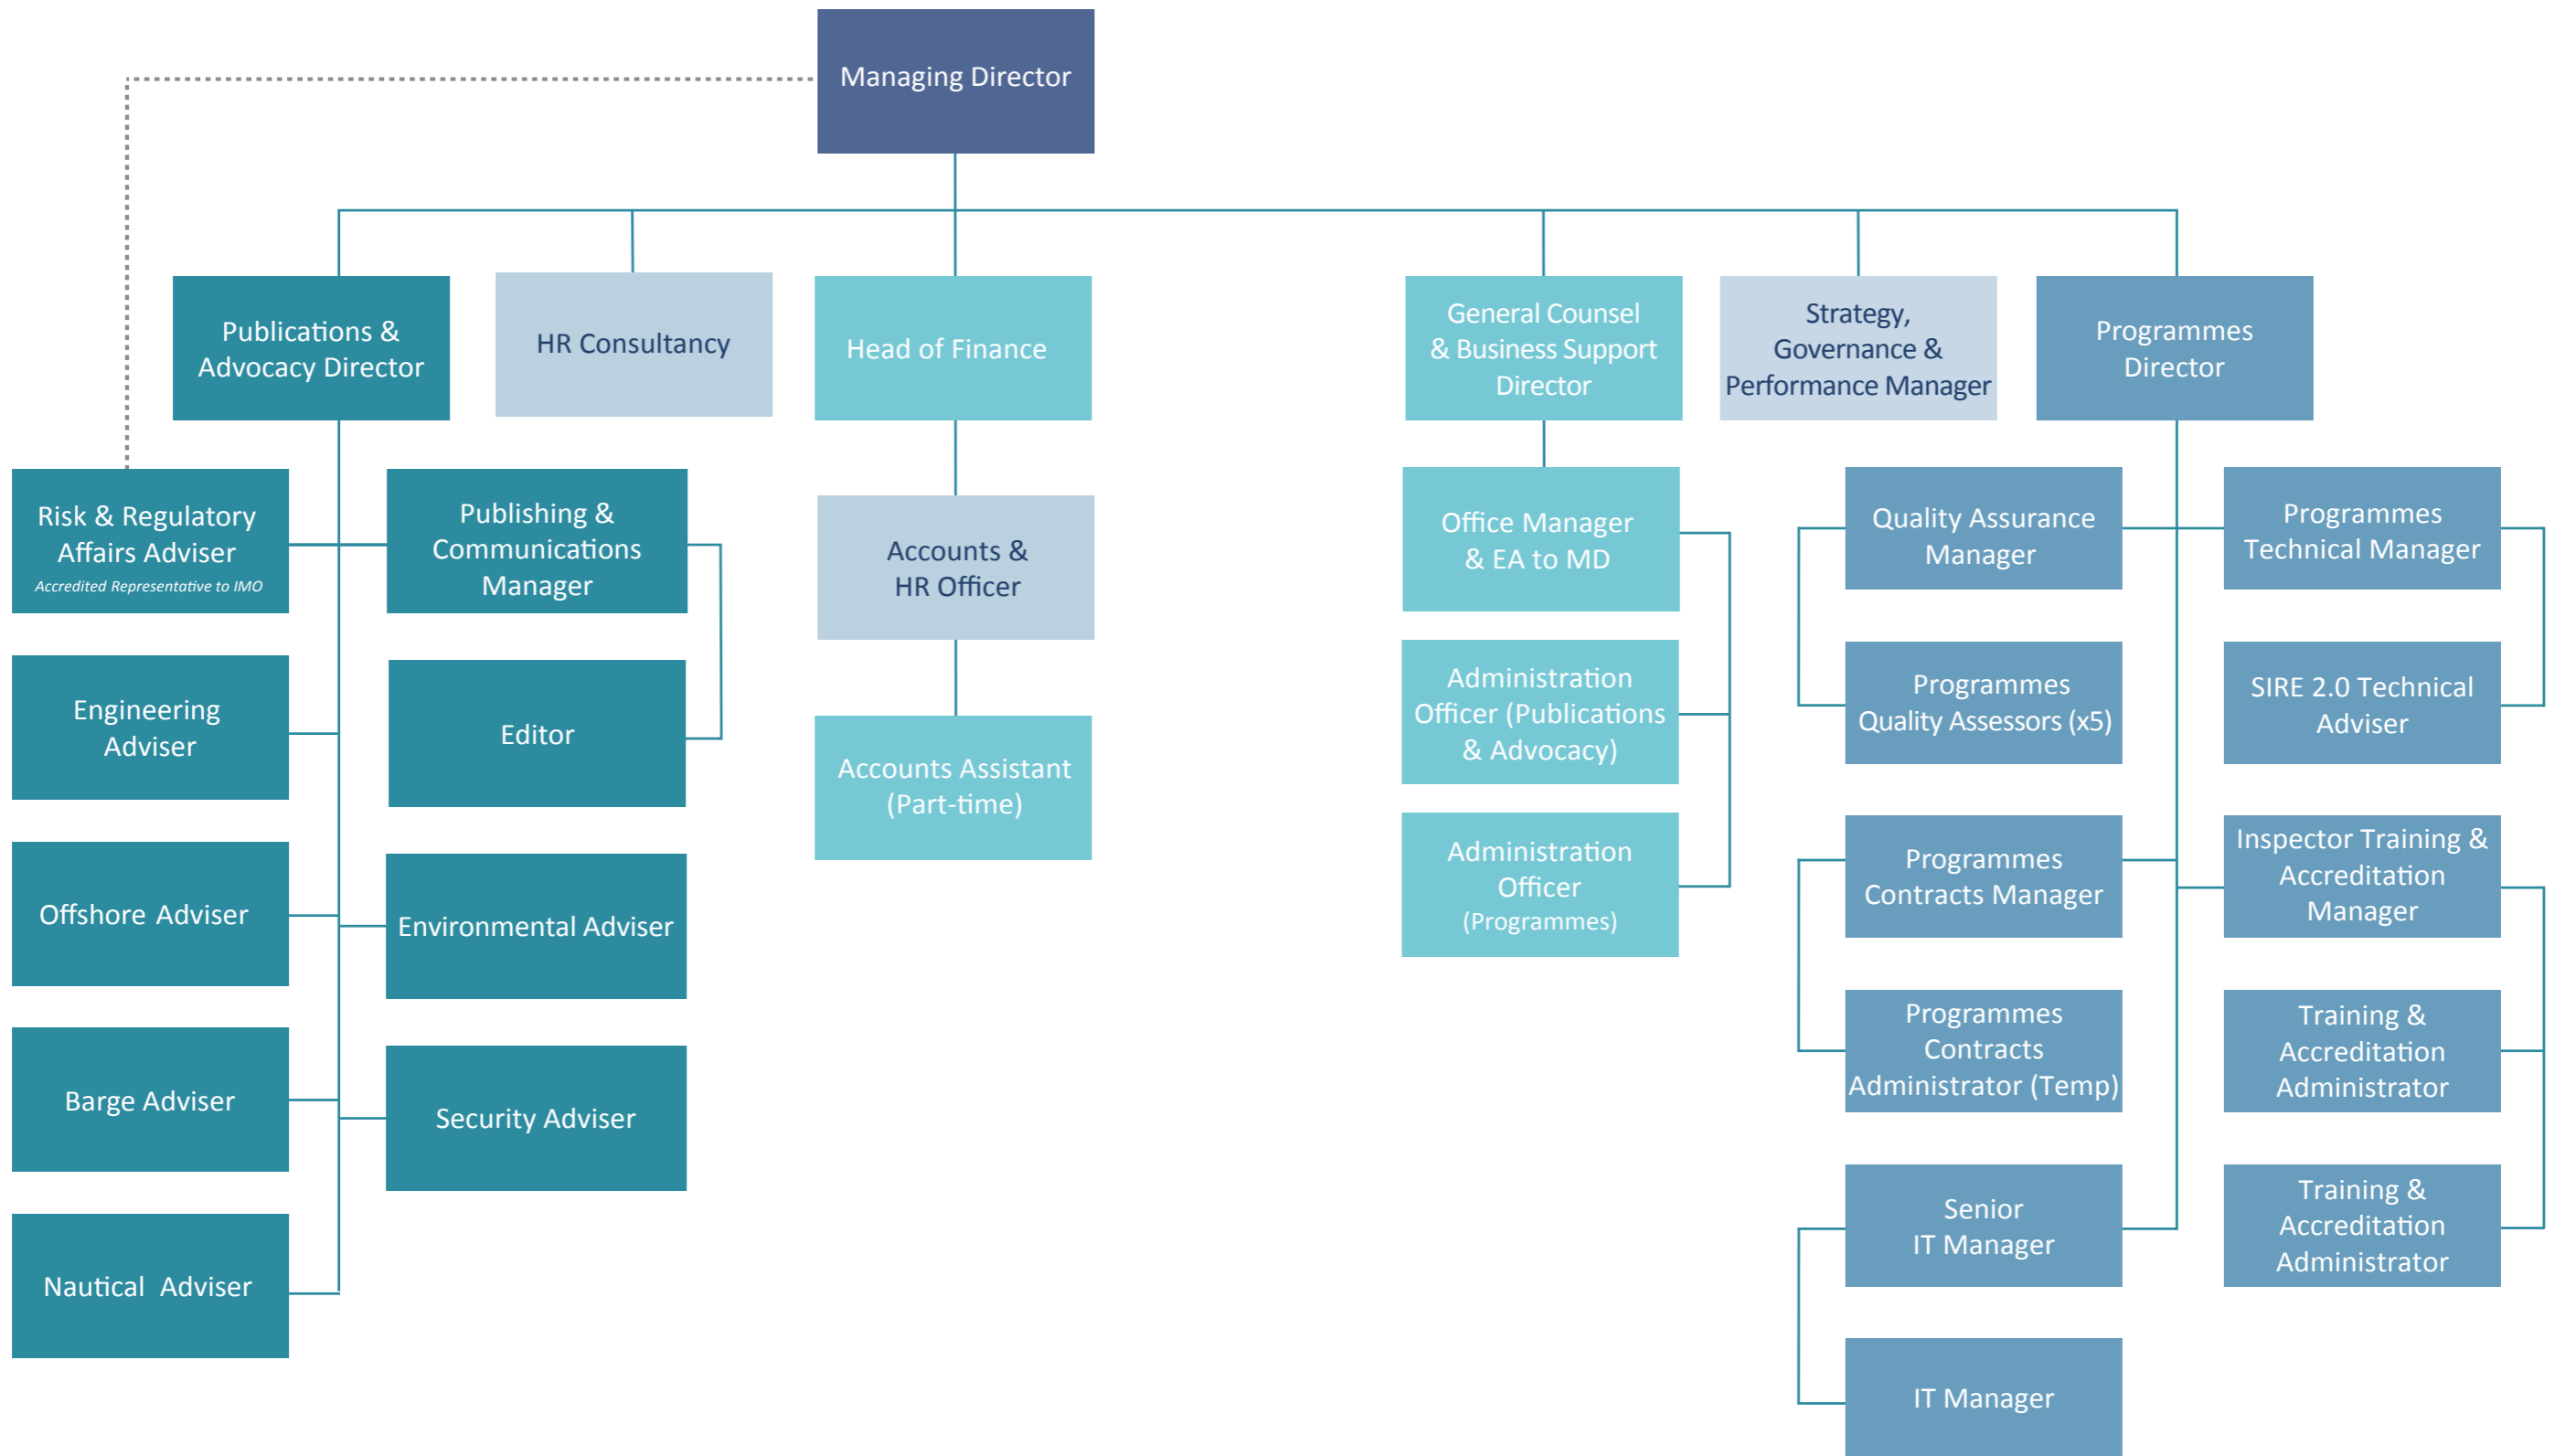 Managing Director
Publications &
Advocacy Director
HR Consultancy
Head of Finance
General Counsel
& Business Support
Director
Strategy,
Governance &
Performance Manager
Programmes
Director
Risk & Regulatory
Affairs Adviser
Accredited Representative to IMO
Publishing &
Communications
Manager
Engineering
Adviser
Editor
Offshore Adviser
Environmental Adviser
Barge Adviser
Security Adviser
Nautical Adviser
Accounts &
HR Officer
Accounts Assistant
(Part-time)
Office Manager
& EA to MD
Administration
Officer (Publications
& Advocacy)
Administration
Officer
(Programmes)
Quality Assurance
Manager
Programmes
Technical Manager
Programmes
Quality Assessors (x5)
SIRE 2.0 Technical
Adviser
Programmes
Contracts Manager
Inspector Training &
Accreditation
Manager
Programmes
Contracts
Administrator (Temp)
Training &
Accreditation
Administrator
Senior
IT Manager
Training &
Accreditation
Administrator
IT Manager